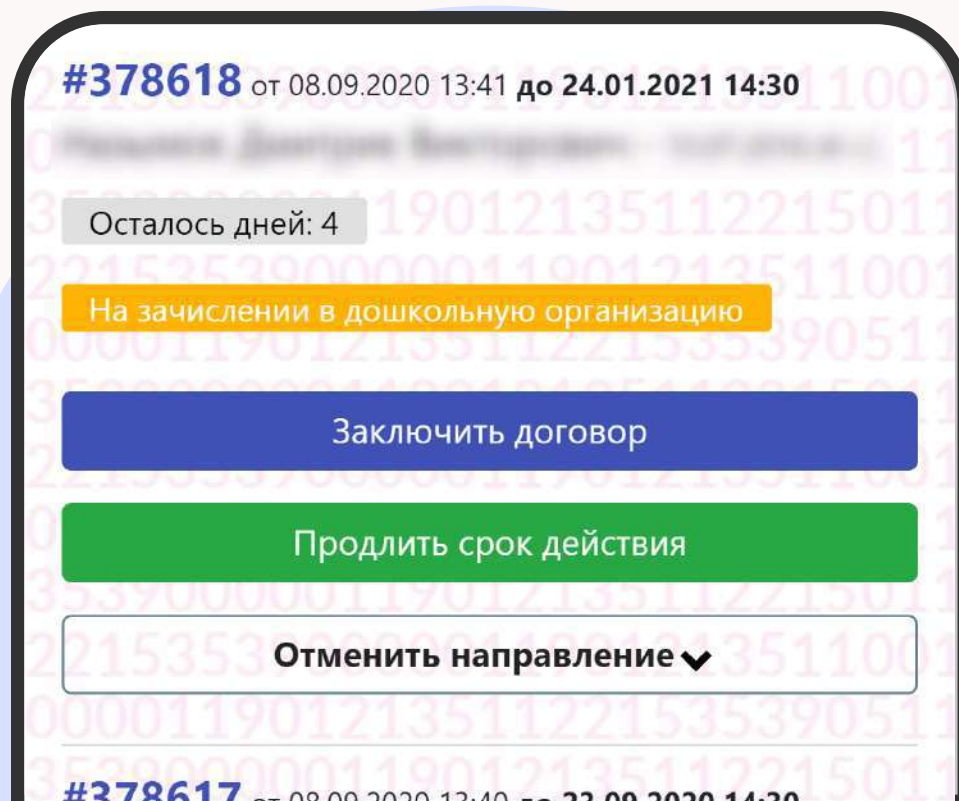 #378618 от 08.09.2020 13:41 до 24.01.2021 14:30
Осталось дней: 4
На зачислении в дошкольную организацию
Заключить договор
Продлить срок действия
Отменить направление
#378617 от 08.09.2020 13:40 до 23.09.2020 14:30